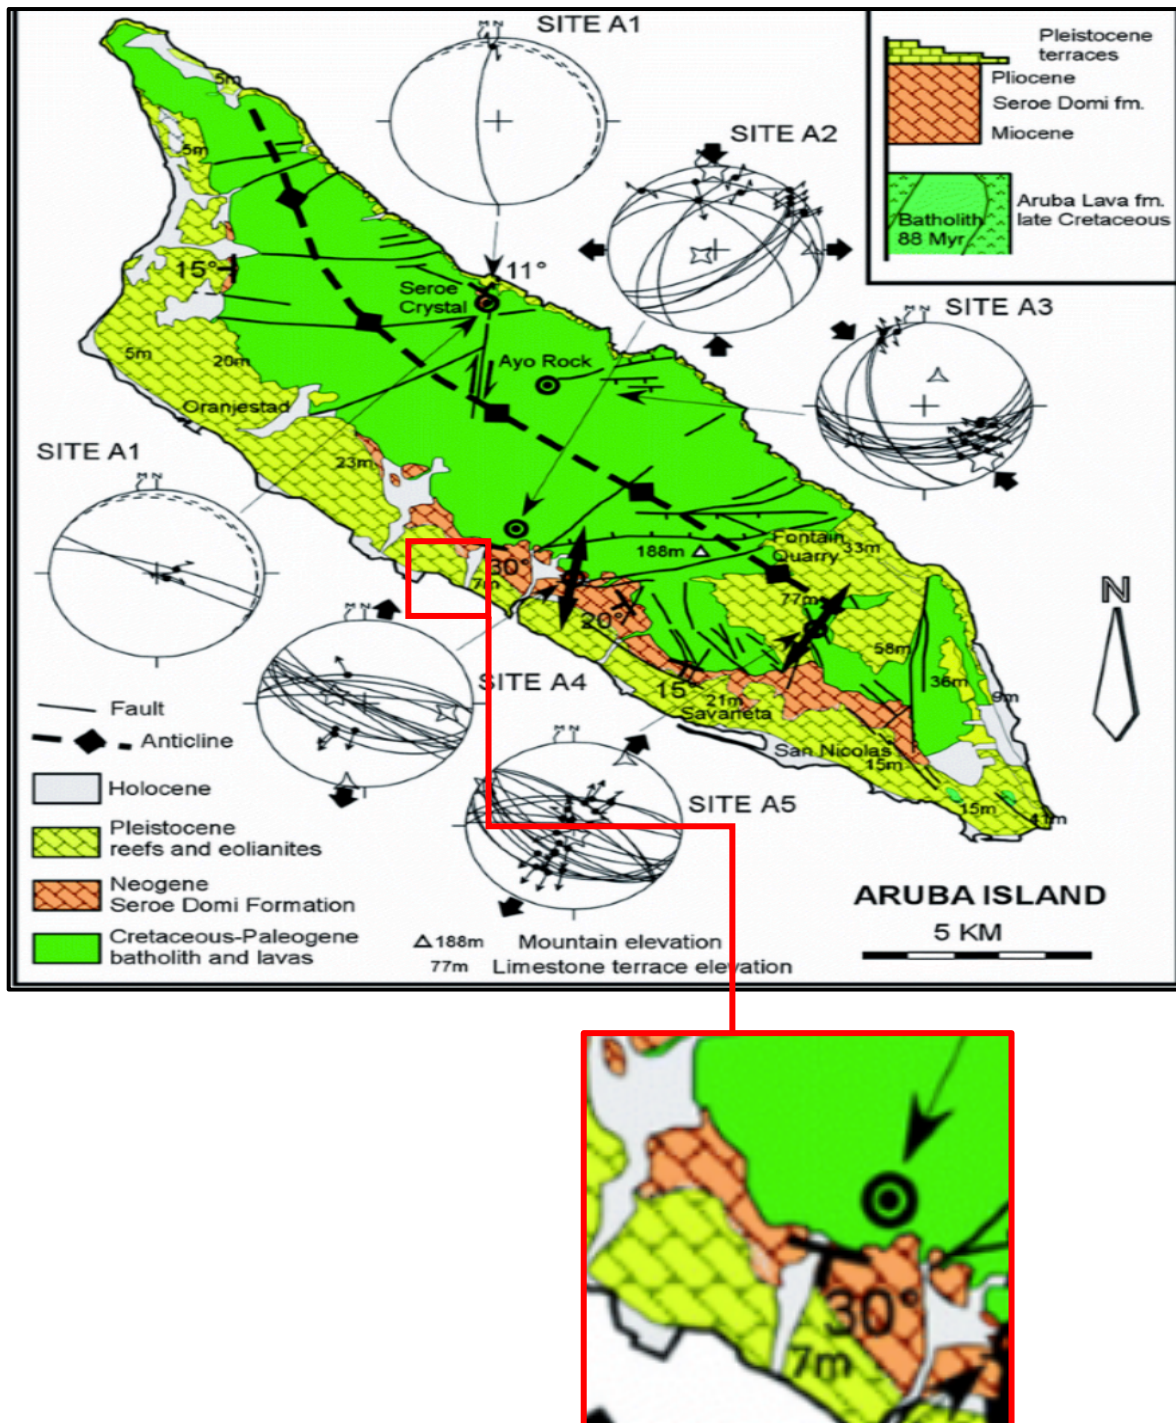 SITE A1
M N
Pleistocene
terraces
Pliocene
Seroe Domi fm.
Miocene
Aruba Lava fm.
late Cretaceous
Batholith
88 Myr
SITE A2
M N
SITE A3
M N
5m
5m
15°
11°
Seroe
Crystal
Ayo Rock
5m
20m
Oranjestad
SITE A1
M N
23m
188m
Fontain
Quarry
33m
30°
7m
77m
20°
58m
N
SITE A4
M N
15°
21m
Savaneta
36m
9m
San Nicolas
15m
15m
41m
Fault
Anticline
SITE A5
M N
Holocene
Pleistocene
reefs and eolianites
Neogene
Seroe Domi Formation
Cretaceous-Paleogene
batholith and lavas
188m Mountain elevation
77m Limestone terrace elevation
ARUBA ISLAND
5 KM
30°
7m